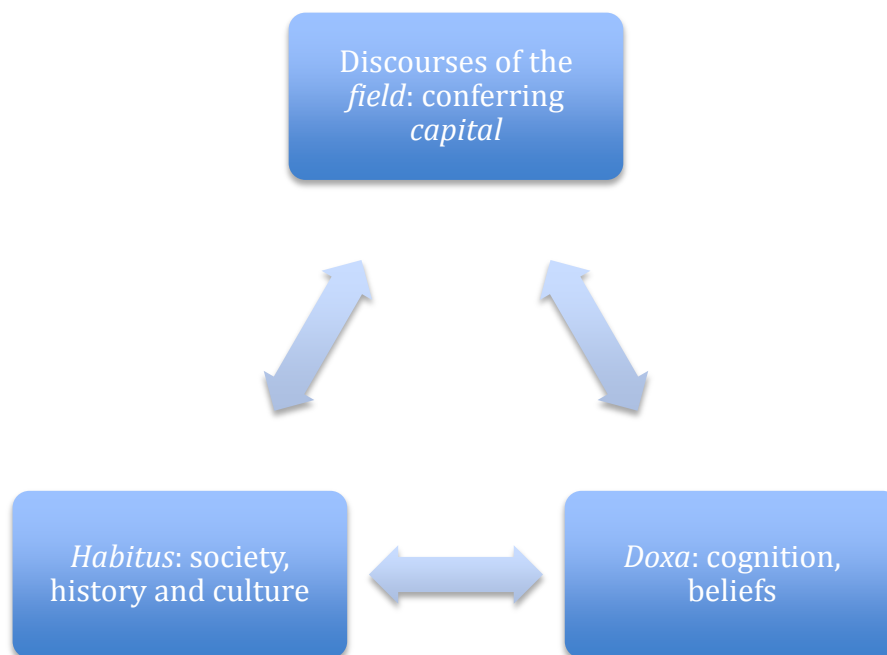 Discourses of the
field: conferring
capital
Habitus: society,
history and culture
Doxa: cognition,
beliefs